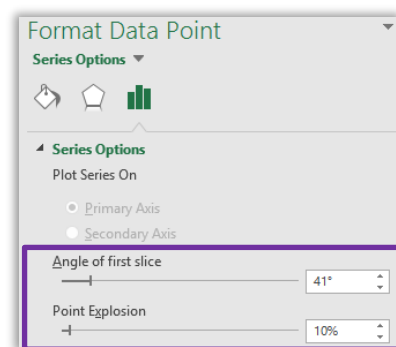 Format Data Point
Series Options
Series Options
Plot Series On
Primary Axis
Secondary Axis
Angle of first slice
41°
Point Explosion
10%